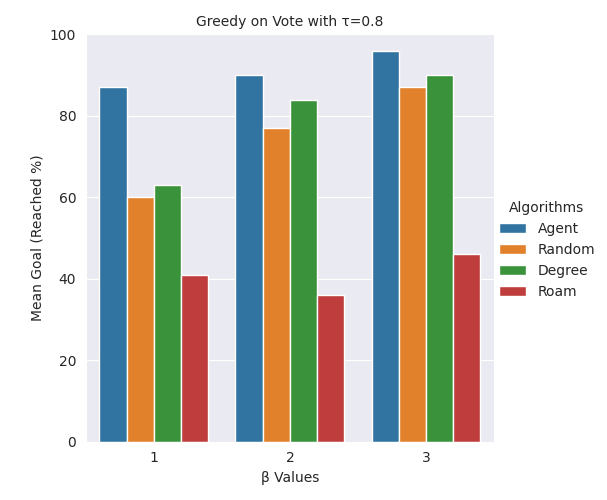 Greedy on Vote with τ=0.8
100
80
60
40
20
0
Mean Goal (Reached %)
1 2 3
β Values
Algorithms
Agent
Random
Degree
Roam